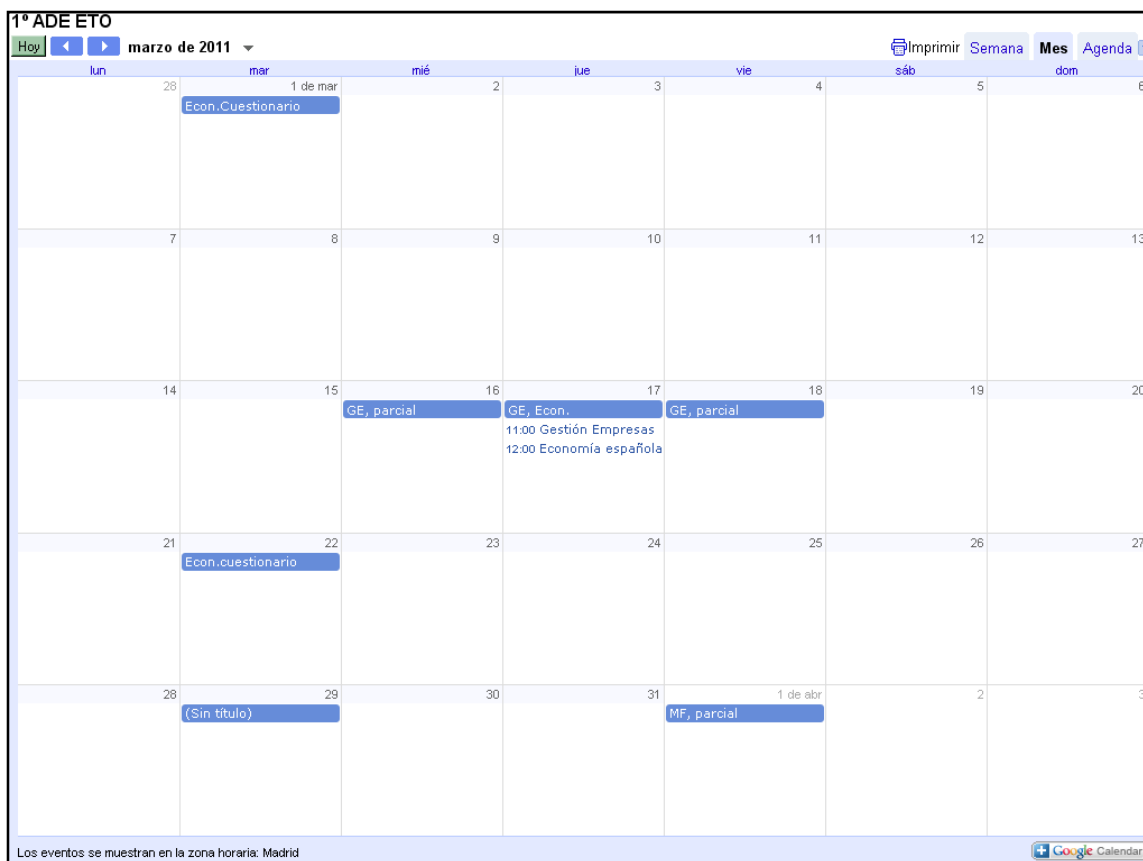 1º ADE ETO
Hoy marzo de 2011 Imprimir Semana Mes Agenda
lun mar mié jue vie sáb dom
28 1 de mar 2 3 4 5 6
Econ.Cuestionario
7 8 9 10 11 12 13
14 15 16 17 18 19 20
GE, parcial GE, Econ. GE, parcial
11:00 Gestión Empresas
12:00 Economía española
21 22 23 24 25 26 27
Econ.cuestionario
28 29 30 31 1 de abr 2 3
(Sin título) MF, parcial
Los eventos se muestran en la zona horaria: Madrid Google Calendar